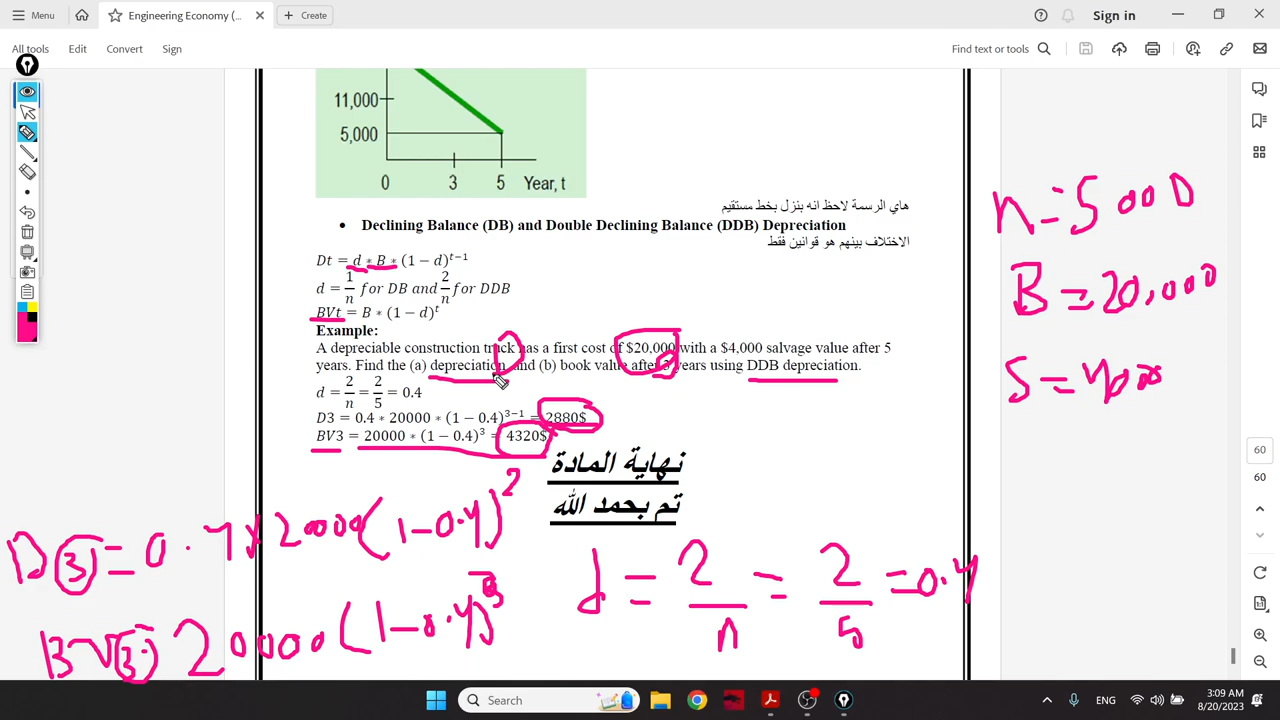 Menu
Engineering Economy (...
Create
Sign in
All tools Edit Convert Sign
Find text or tools
11,000
5,000
0 3 5 Year, t
هاي الرسمة لاحظ انه بنزل بخط مستقيم
• Declining Balance (DB) and Double Declining Balance (DDB) Depreciation
الاختلاف بينهم هو قوانين فقط
Dt = d * B * (1 − d)^t−1
d = 1/n for DB and 2/n for DDB
BVt = B * (1 − d)^t
Example:
A depreciable construction truck has a first cost of $20,000 with a $4,000 salvage value after 5
years. Find the (a) depreciation and (b) book value after 3 years using DDB depreciation.
d = 2/n = 2/5 = 0.4
D3 = 0.4 * 20000 * (1 − 0.4)^3−1 = 2880$
BV3 = 20000 * (1 − 0.4)^3 = 4320$
نهاية المادة
تم بحمد الله
n = 5000
B = 20,000
S = 4000
D3 = 0.4 * 20000 (1 − 0.4)^2
BV3 20000 (1 − 0.4)^3
d = 2/n = 2/5 = 0.4
60
60
Search
ENG
3:09 AM
8/20/2023